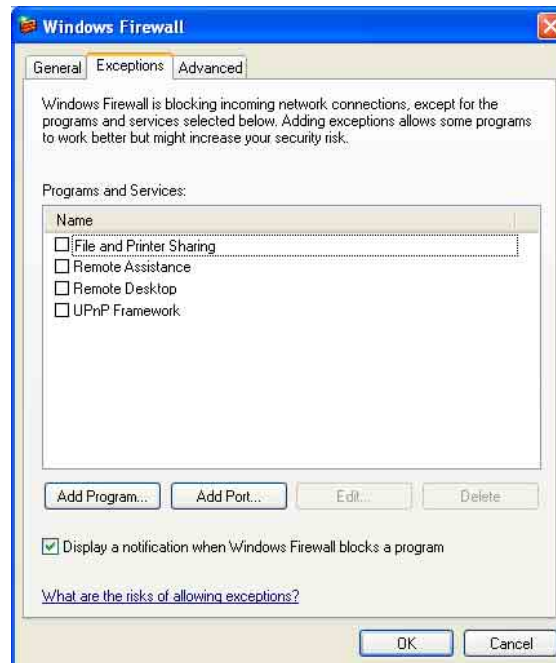 Windows Firewall
General Exceptions Advanced
Windows Firewall is blocking incoming network connections, except for the
programs and services selected below. Adding exceptions allows some programs
to work better but might increase your security risk.
Programs and Services:
Name
File and Printer Sharing
Remote Assistance
Remote Desktop
UPnP Framework
Add Program... Add Port... Edit... Delete
Display a notification when Windows Firewall blocks a program
What are the risks of allowing exceptions?
OK Cancel